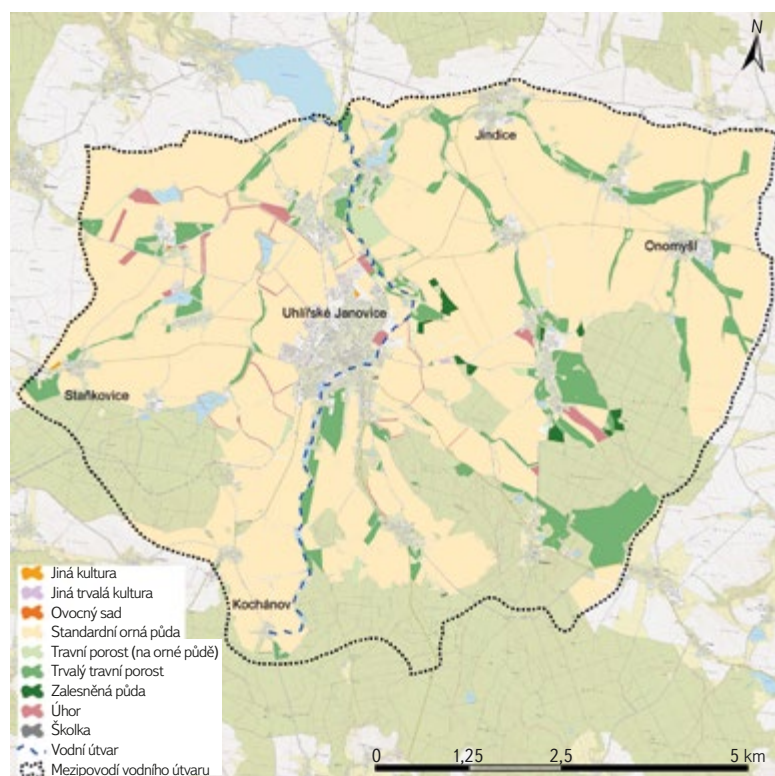 N
Jindice
Onomyšl
Uhlířské Janovice
Staňkovice
Kochánov
Jiná kultura
Jiná trvalá kultura
Ovocný sad
Standardní orná půda
Travní porost (na orné půdě)
Trvalý travní porost
Zalesněná půda
Úhor
Školka
Vodní útvar
Mezipovodí vodního útvaru
0 1,25 2,5 5 km